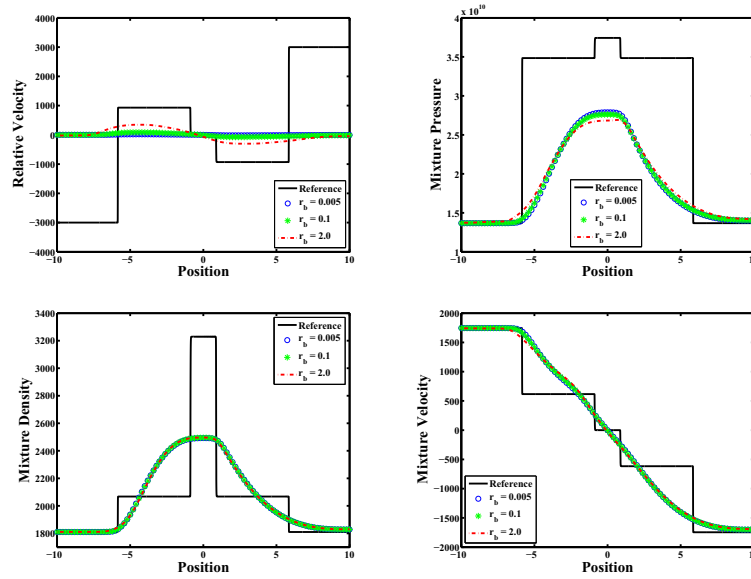 4000
3000
2000
1000
0
−1000
−2000
−3000
−4000
−10
−5
0
5
10
Relative Velocity
Position
Reference
r_b = 0.005
r_b = 0.1
r_b = 2.0
x 10^10
4
3.5
3
2.5
2
1.5
1
−10
−5
0
5
10
Mixture Pressure
Position
Reference
r_b = 0.005
r_b = 0.1
r_b = 2.0
3400
3200
3000
2800
2600
2400
2200
2000
1800
−10
−5
0
5
10
Mixture Density
Position
Reference
r_b = 0.005
r_b = 0.1
r_b = 2.0
2000
1500
1000
500
0
−500
−1000
−1500
−2000
−10
−5
0
5
10
Mixture Velocity
Position
Reference
r_b = 0.005
r_b = 0.1
r_b = 2.0